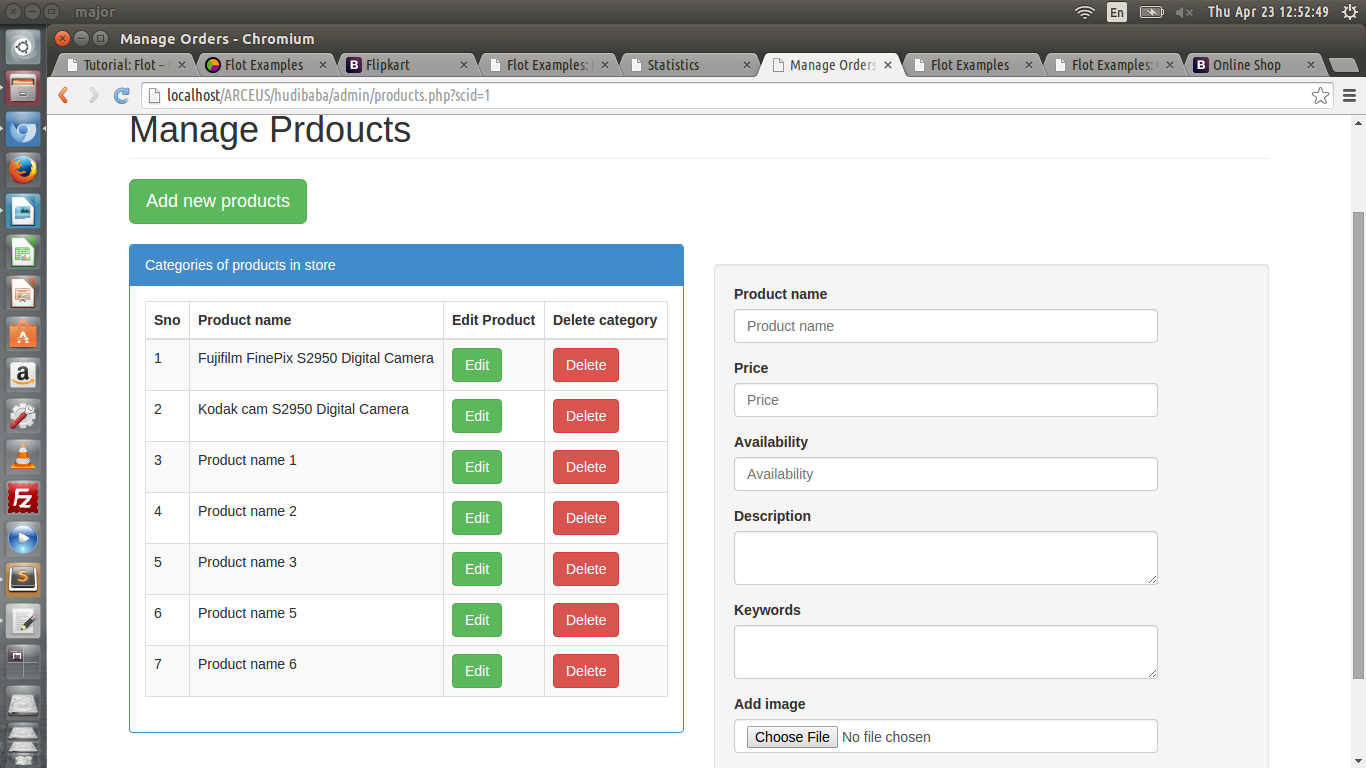 major
En
Thu Apr 23 12:52:49
Manage Orders - Chromium
Tutorial: Flot –
Flot Examples
Flipkart
Flot Examples:
Statistics
Manage Orders
Flot Examples
Flot Examples:
Online Shop
localhost/ARCEUS/hudibaba/admin/products.php?scid=1
Manage Prdoucts
Add new products
Categories of products in store
Sno Product name Edit Product Delete category
1 Fujifilm FinePix S2950 Digital Camera Edit Delete
2 Kodak cam S2950 Digital Camera Edit Delete
3 Product name 1 Edit Delete
4 Product name 2 Edit Delete
5 Product name 3 Edit Delete
6 Product name 5 Edit Delete
7 Product name 6 Edit Delete
Product name
Product name
Price
Price
Availability
Availability
Description
Keywords
Add image
Choose File No file chosen